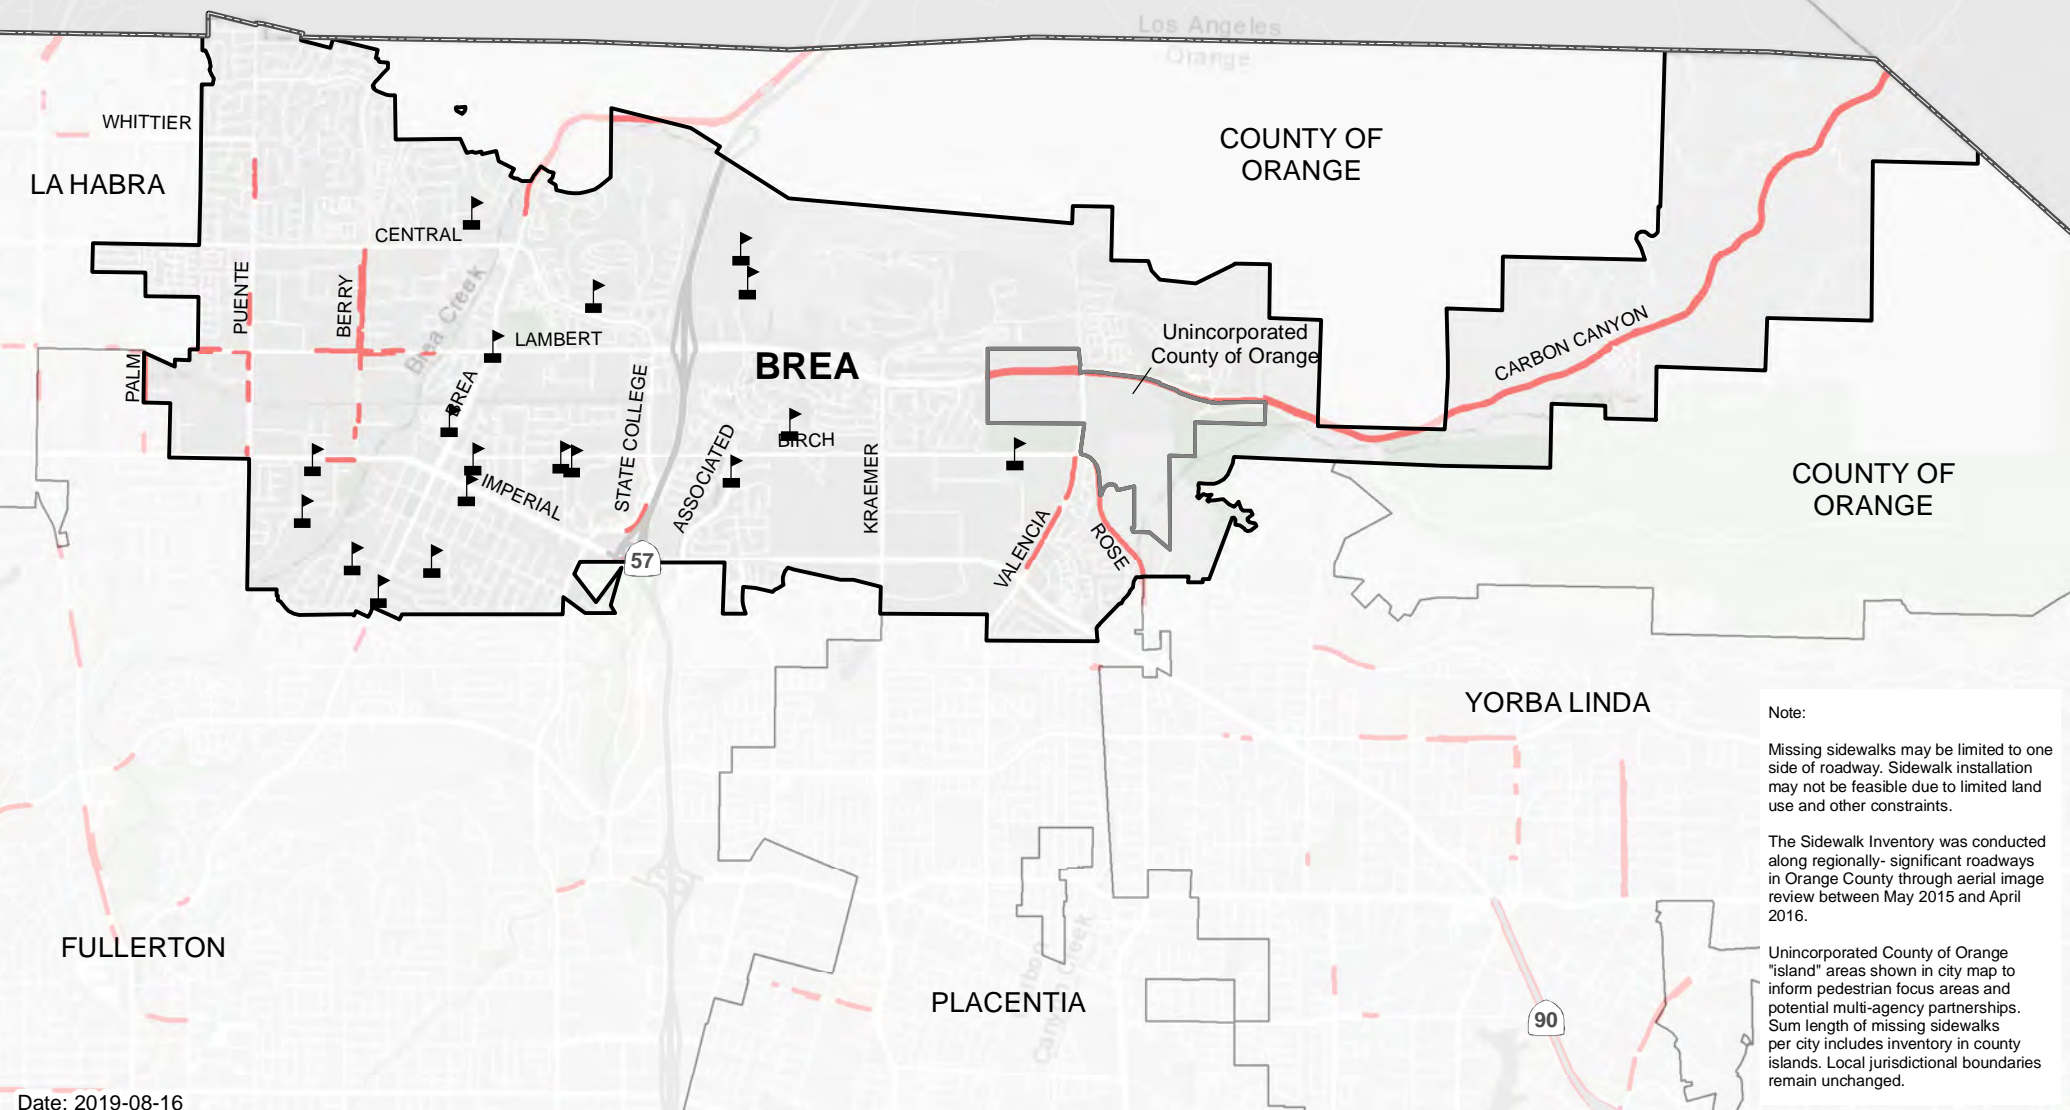 Los Angeles
Orange
WHITTIER
COUNTY OF
ORANGE
LA HABRA
CENTRAL
PUENTE
BERRY
Brea Creek
LAMBERT
Unincorporated
County of Orange
CARBON CANYON
PALM
BREA
BREA
STATE COLLEGE
ASSOCIATED
BIRCH
KRAEMER
IMPERIAL
COUNTY OF
ORANGE
VALENCIA
ROSE
57
YORBA LINDA
FULLERTON
PLACENTIA
90
Note:
Missing sidewalks may be limited to one
side of roadway. Sidewalk installation
may not be feasible due to limited land
use and other constraints.
The Sidewalk Inventory was conducted
along regionally- significant roadways
in Orange County through aerial image
review between May 2015 and April
2016.
Unincorporated County of Orange
"island" areas shown in city map to
inform pedestrian focus areas and
potential multi-agency partnerships.
Sum length of missing sidewalks
per city includes inventory in county
islands. Local jurisdictional boundaries
remain unchanged.
Date: 2019-08-16